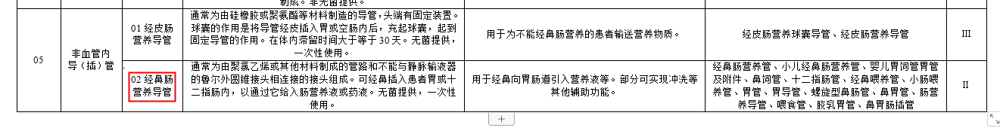 制成。非无菌提供。
05
非血管内
导（插）管
01 经皮肠
营养导管
通常为由硅橡胶或聚氨酯等材料制造的导管，头端有固定装置。
球囊的作用是将导管经皮插入胃或空肠内后，充起球囊，起到
固定导管的作用。在体内滞留时间大于等于 30 天。无菌提供，
一次性使用。
用于为不能经鼻肠营养的患者输送营养物质。
经皮肠营养球囊导管、经皮肠营养导管
III
02 经鼻肠
营养导管
通常为由聚氯乙烯或其他材料制成的管路和不能与静脉输液器
的鲁尔外圆锥接头相连接的接头组成。可经鼻插入患者胃或十
二指肠内，以通过它给入肠营养液或药液。无菌提供，一次性
使用。
用于经鼻向胃肠道引入营养液等。部分可实现冲洗等
其他辅助功能。
经鼻肠营养管、小儿经鼻肠营养管、婴儿胃饲管胃管
及附件、鼻饲管、十二指肠管、经鼻喂养管、小肠喂
养管、胃管、胃导管、螺旋型鼻肠管、鼻胃管、肠营
养导管、喂食管、胶乳胃管、鼻胃肠插管
II